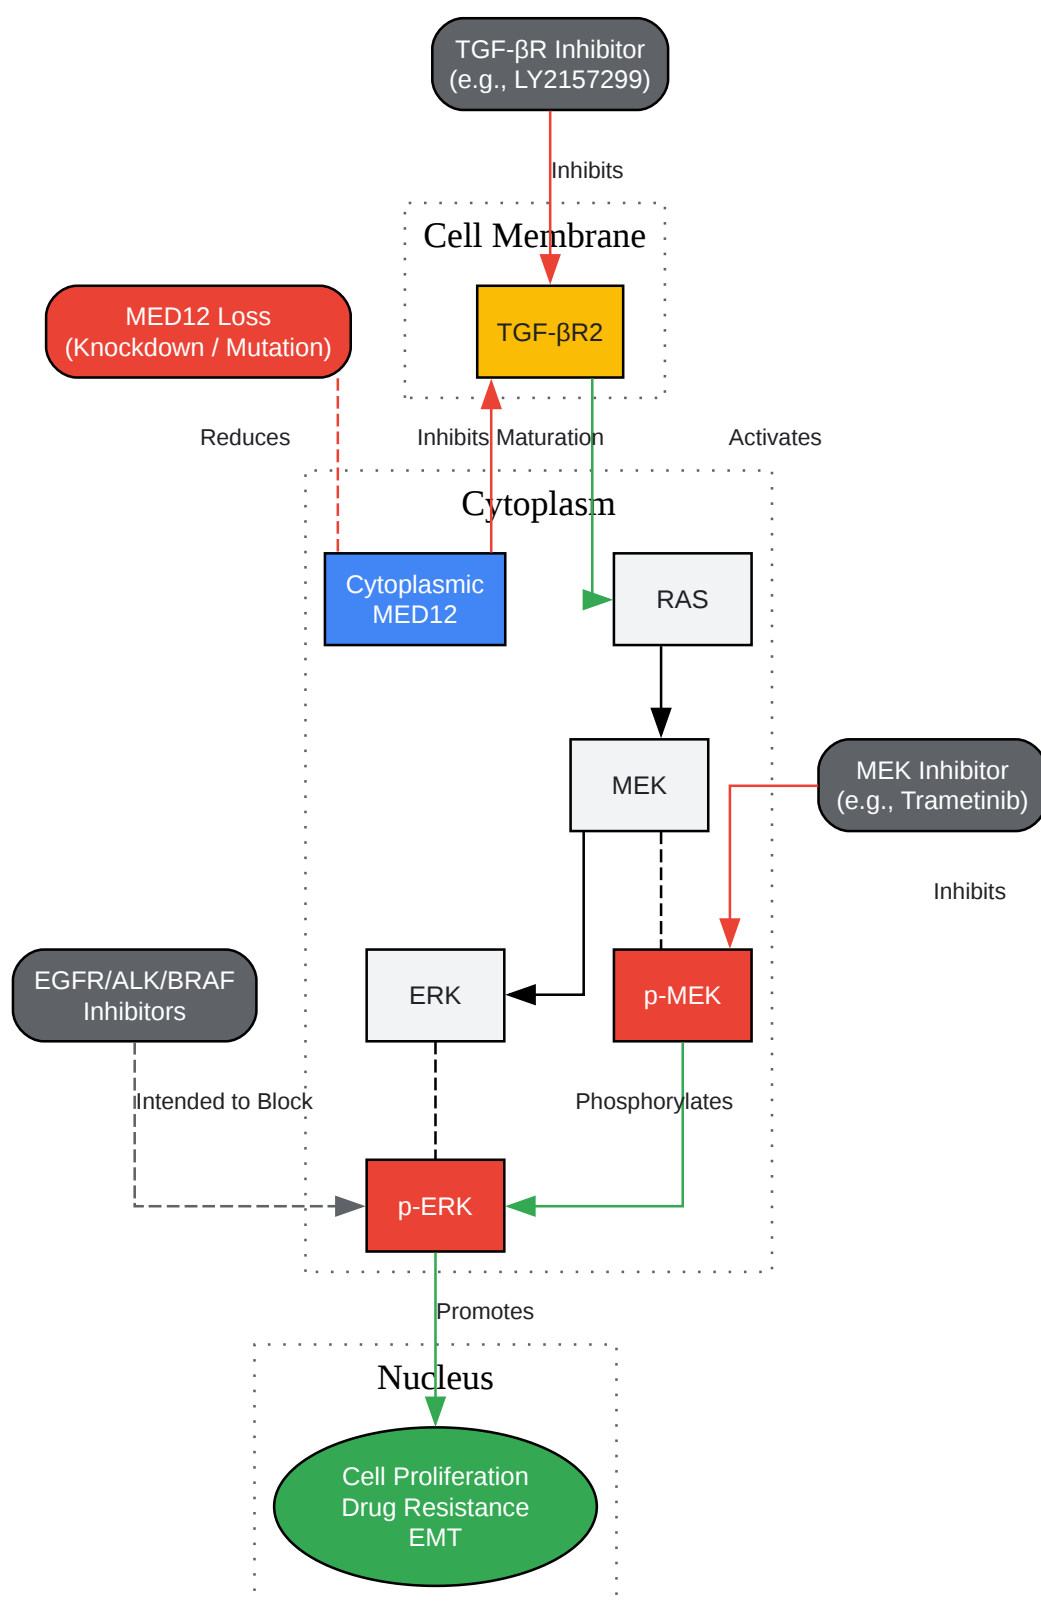 TGF-βR Inhibitor
(e.g., LY2157299)
Inhibits
Cell Membrane
MED12 Loss
(Knockdown / Mutation)
TGF-βR2
Reduces
Inhibits Maturation
Activates
Cytoplasm
Cytoplasmic
MED12
RAS
MEK
MEK Inhibitor
(e.g., Trametinib)
Inhibits
EGFR/ALK/BRAF
Inhibitors
ERK
p-MEK
Intended to Block
Phosphorylates
p-ERK
Promotes
Nucleus
Cell Proliferation
Drug Resistance
EMT